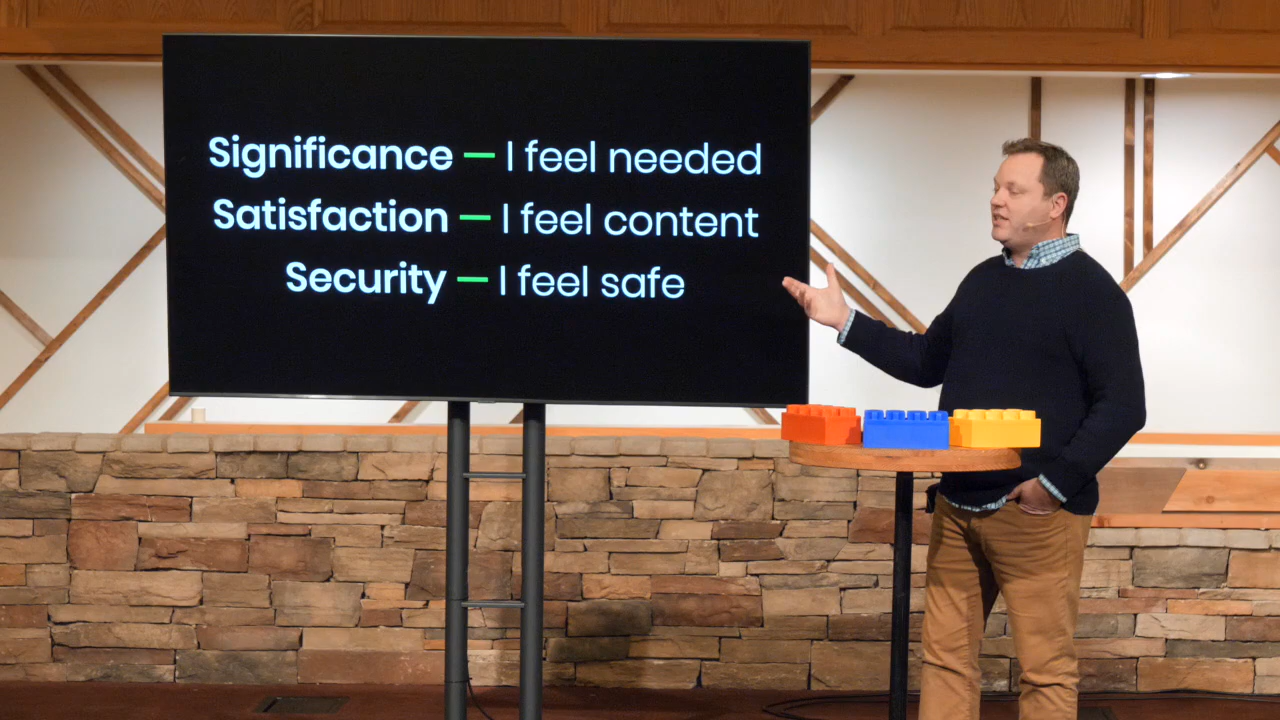 Significance — I feel needed
Satisfaction — I feel content
Security — I feel safe